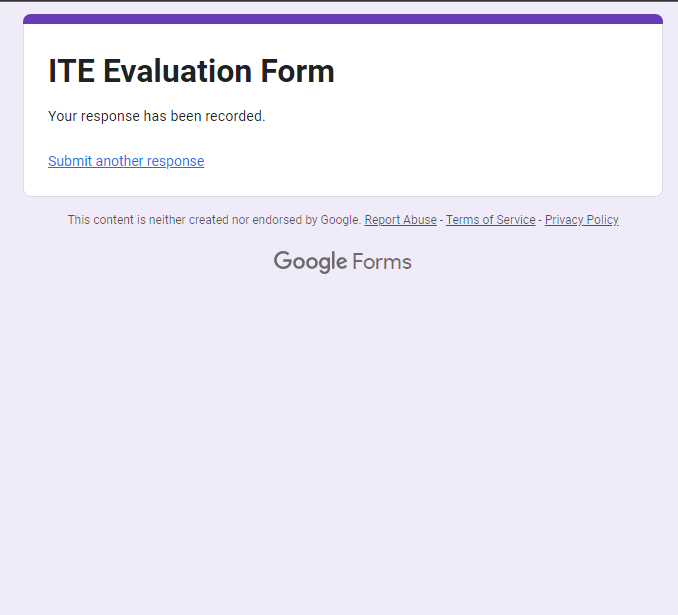 ITE Evaluation Form
Your response has been recorded.
Submit another response
This content is neither created nor endorsed by Google. Report Abuse - Terms of Service - Privacy Policy
Google Forms